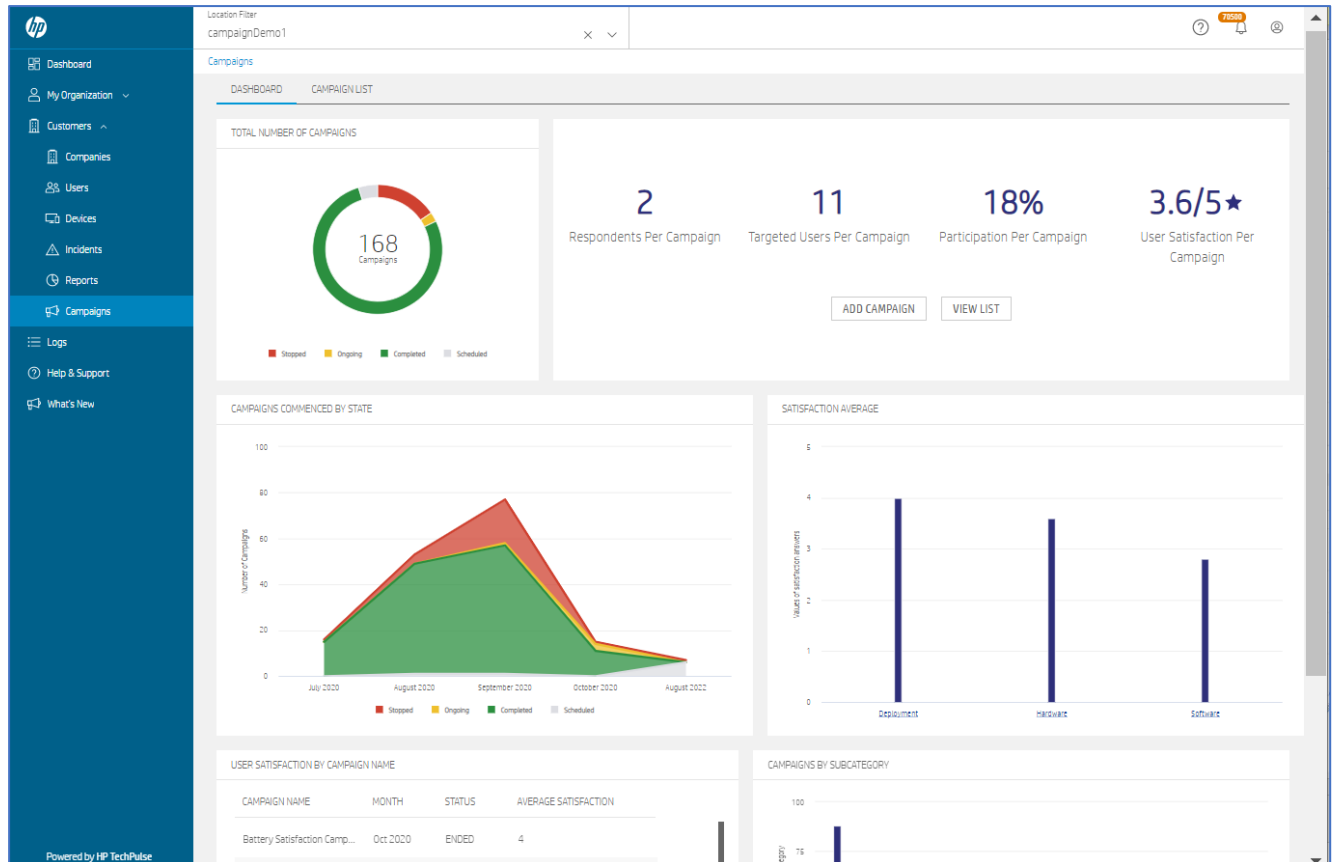 hp
Location Filter
campaignDemo1
70500
Dashboard
My Organization
Customers
Companies
Users
Devices
Incidents
Reports
Campaigns
Logs
Help & Support
What's New
Powered by HP TechPulse
Campaigns
DASHBOARD CAMPAIGN LIST
TOTAL NUMBER OF CAMPAIGNS
168
Campaigns
Stopped Ongoing Completed Scheduled
2 11 18% 3.6/5★
Respondents Per Campaign Targeted Users Per Campaign Participation Per Campaign User Satisfaction Per
Campaign
ADD CAMPAIGN VIEW LIST
CAMPAIGNS COMMENCED BY STATE
Number of Campaigns
100
80
60
40
20
0
July 2020 August 2020 September 2020 October 2020 August 2022
Stopped Ongoing Completed Scheduled
SATISFACTION AVERAGE
Values of satisfaction answers
5
4
3
2
1
0
Deployment Hardware Software
USER SATISFACTION BY CAMPAIGN NAME
CAMPAIGN NAME MONTH STATUS AVERAGE SATISFACTION
Battery Satisfaction Camp... Oct 2020 ENDED 4
CAMPAIGNS BY SUBCATEGORY
100
75